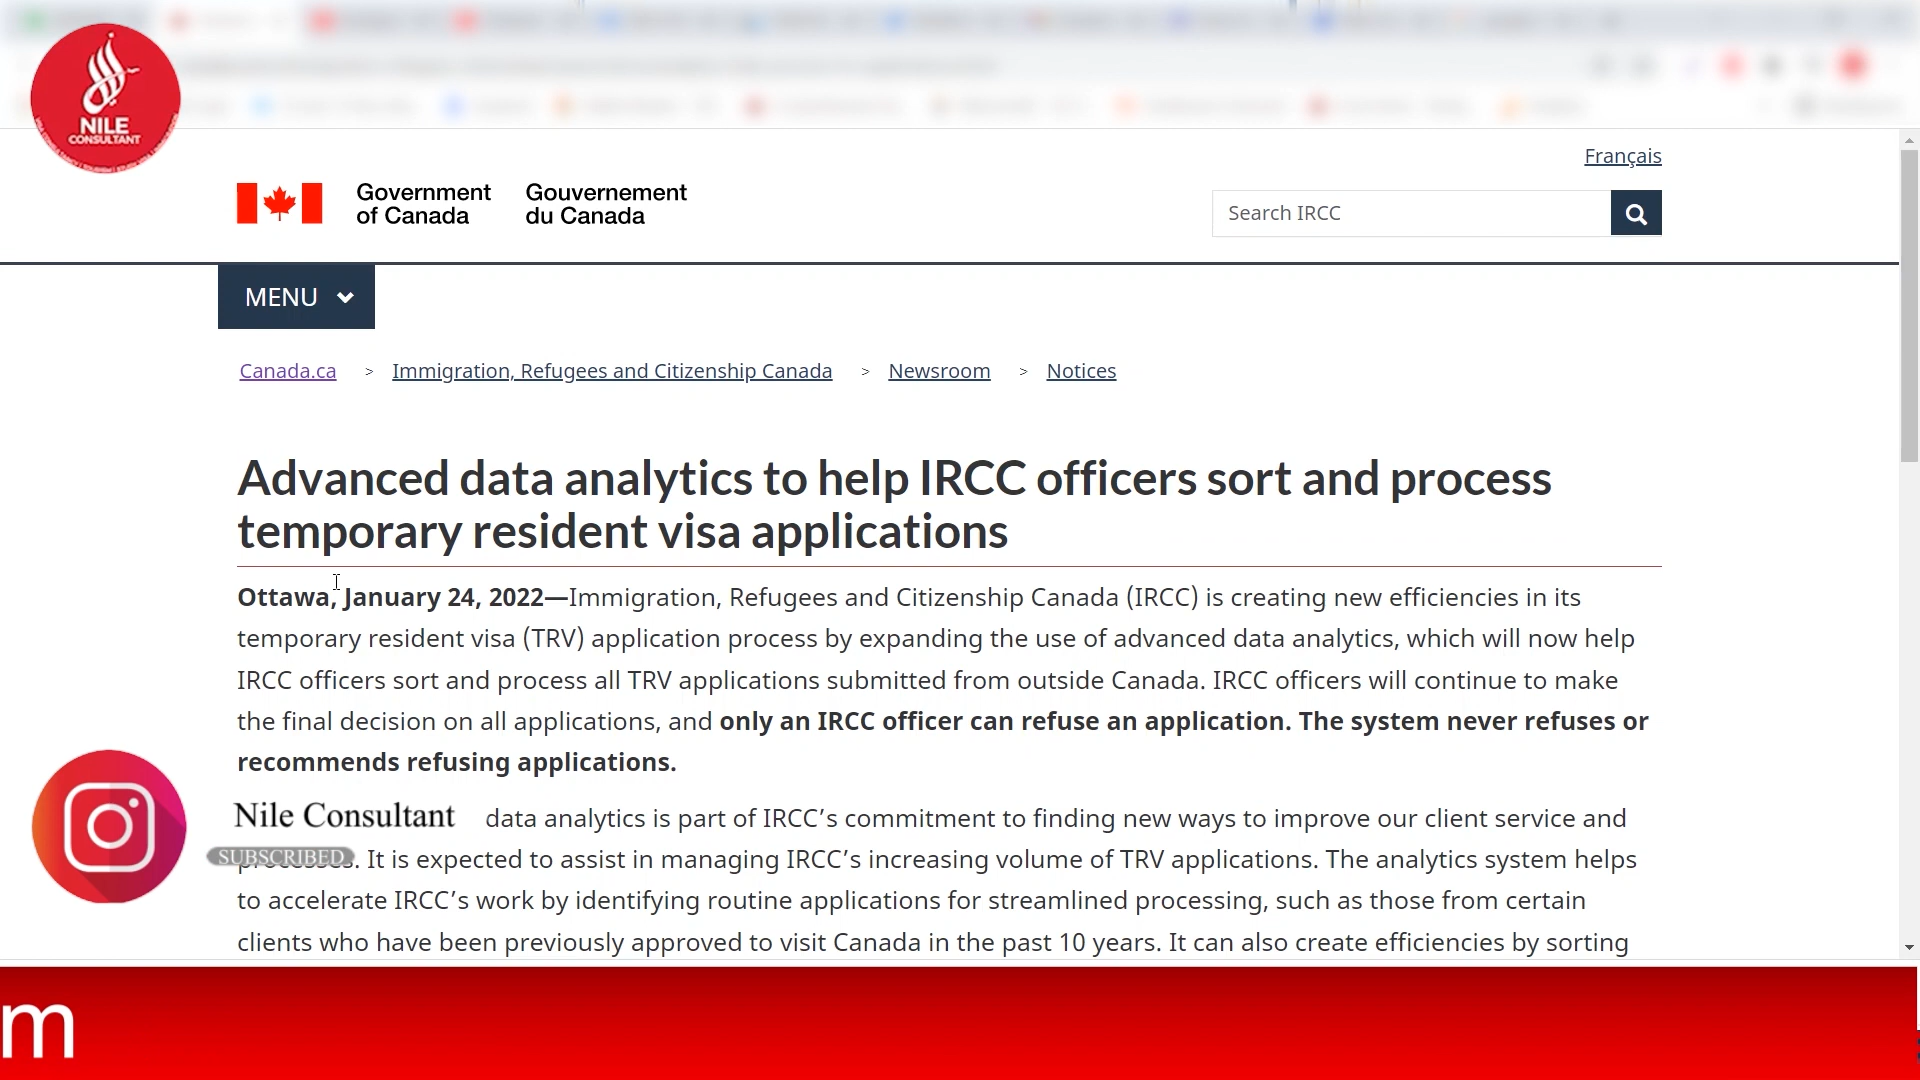 NILE
CONSULTANT
Français
Government
of Canada
Gouvernement
du Canada
Search IRCC
MENU
Canada.ca > Immigration, Refugees and Citizenship Canada > Newsroom > Notices
Advanced data analytics to help IRCC officers sort and process
temporary resident visa applications
Ottawa, January 24, 2022—Immigration, Refugees and Citizenship Canada (IRCC) is creating new efficiencies in its
temporary resident visa (TRV) application process by expanding the use of advanced data analytics, which will now help
IRCC officers sort and process all TRV applications submitted from outside Canada. IRCC officers will continue to make
the final decision on all applications, and only an IRCC officer can refuse an application. The system never refuses or
recommends refusing applications.
Nile Consultant
data analytics is part of IRCC’s commitment to finding new ways to improve our client service and
SUBSCRIBED
It is expected to assist in managing IRCC’s increasing volume of TRV applications. The analytics system helps
to accelerate IRCC’s work by identifying routine applications for streamlined processing, such as those from certain
clients who have been previously approved to visit Canada in the past 10 years. It can also create efficiencies by sorting
m